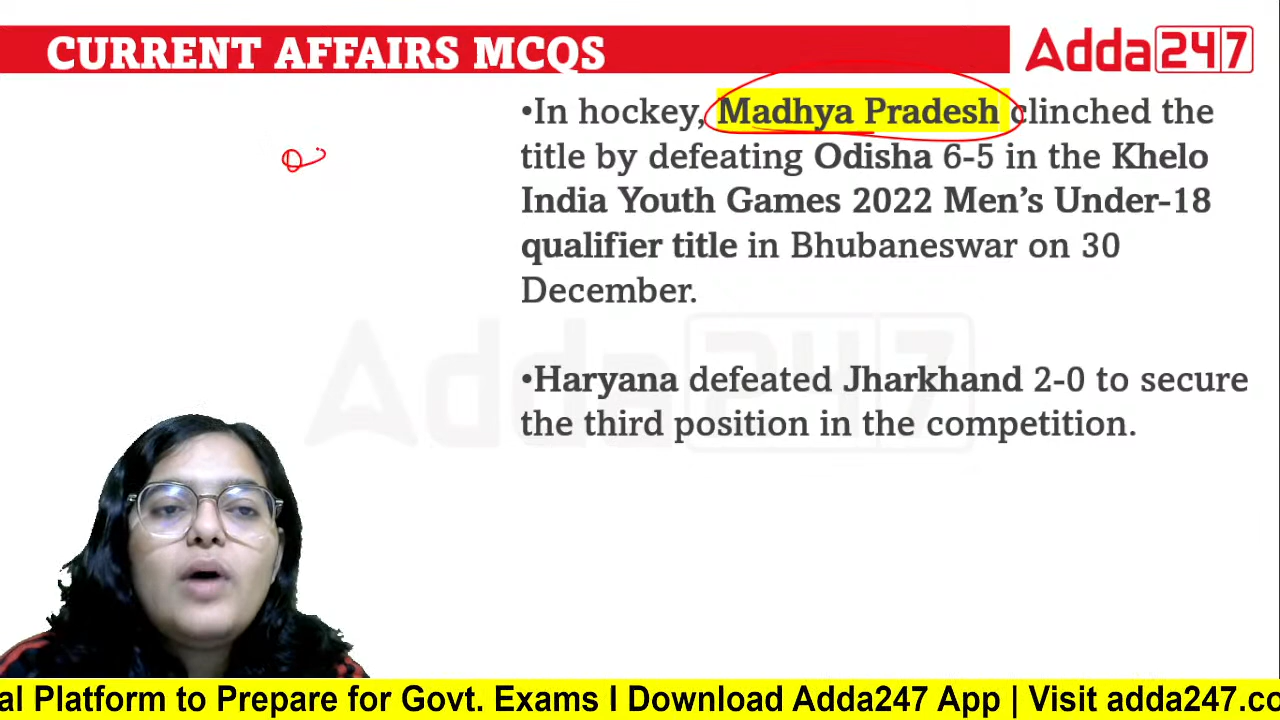 CURRENT AFFAIRS MCQS
Adda247
•In hockey, Madhya Pradesh clinched the
title by defeating Odisha 6-5 in the Khelo
India Youth Games 2022 Men’s Under-18
qualifier title in Bhubaneswar on 30
December.
Adda247
•Haryana defeated Jharkhand 2-0 to secure
the third position in the competition.
al Platform to Prepare for Govt. Exams I Download Adda247 App | Visit adda247.co